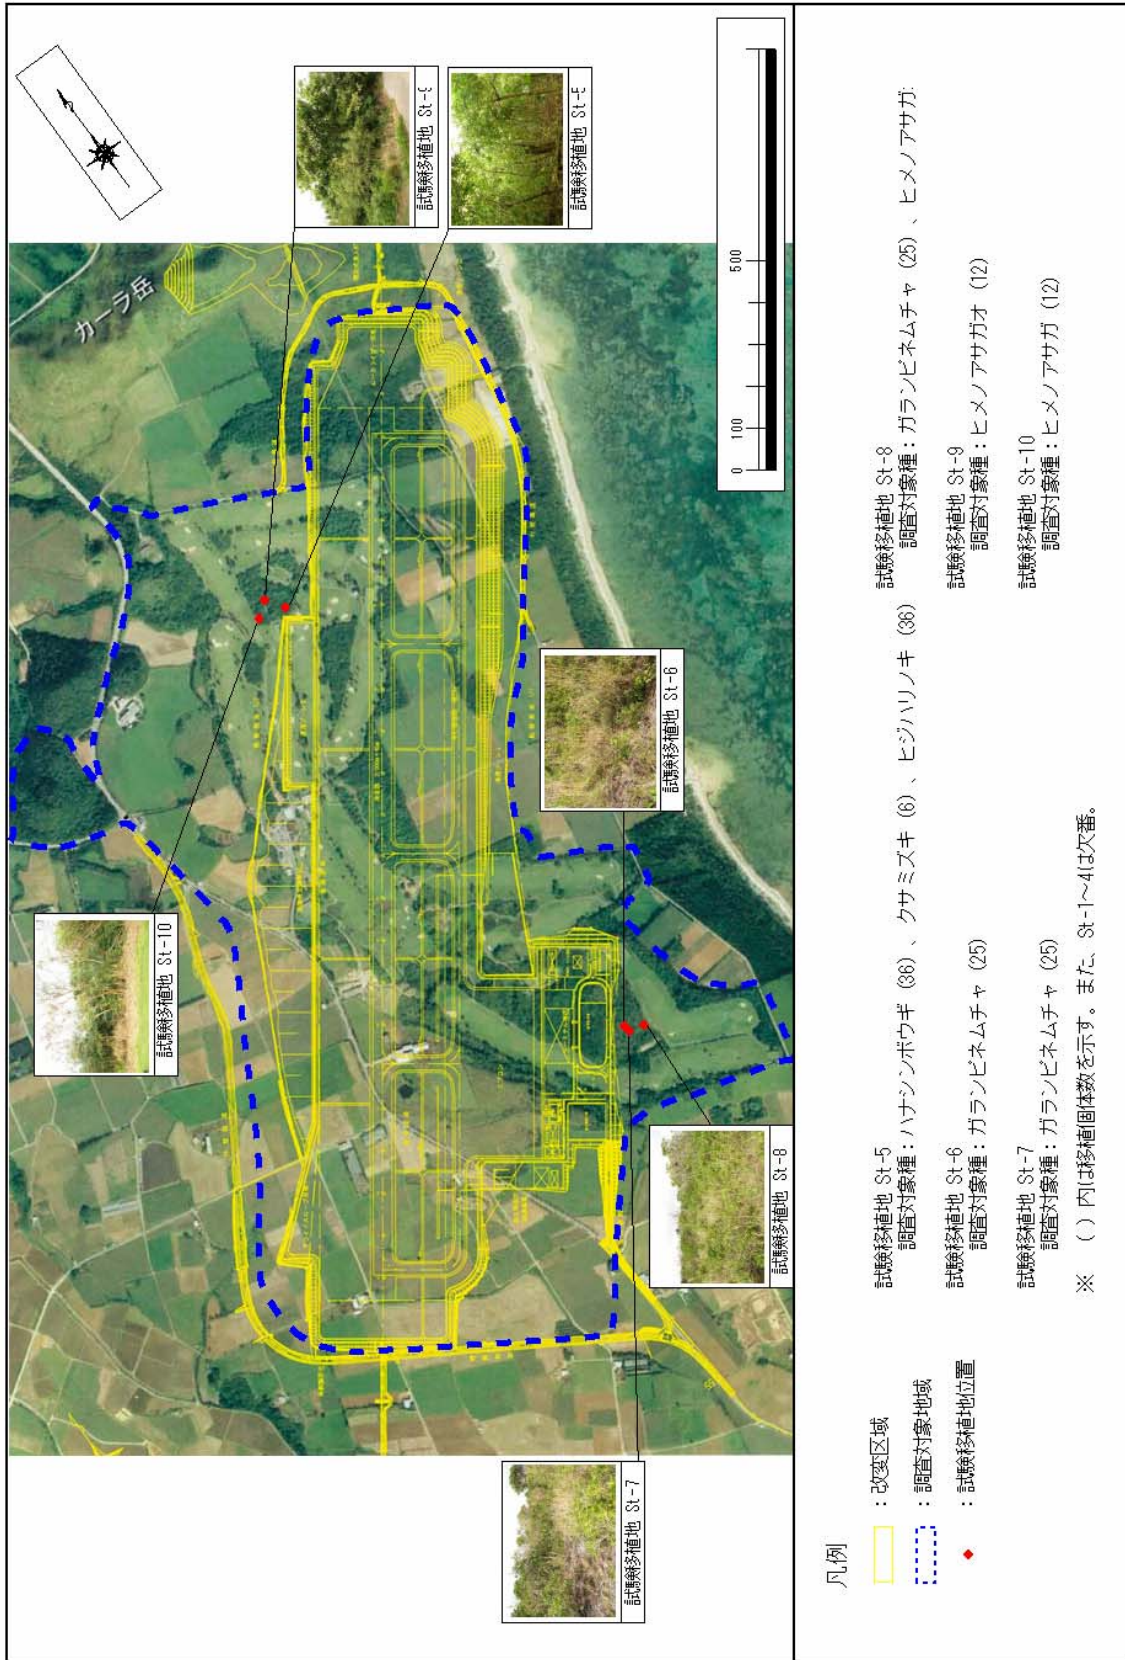 カーラ岳
試験移植地 St-9
試験移植地 St-5
試験移植地 St-10
試験移植地 St-6
試験移植地 St-8
試験移植地 St-7
0 100 500
凡例
：改変区域
：調査対象地域
：試験移植地位置
試験移植地 St-5
調査対象種：ハナシンボウギ (36) 、クサミズキ (6) 、ヒジハリノキ (36)
試験移植地 St-6
調査対象種：ガランピネムチャ (25)
試験移植地 St-7
調査対象種：ガランピネムチャ (25)
試験移植地 St-8
調査対象種：ガランピネムチャ (25) 、ヒメノアサガ
試験移植地 St-9
調査対象種：ヒメノアサガオ (12)
試験移植地 St-10
調査対象種：ヒメノアサガ (12)
※ () 内は移植個体数を示す。また、St-1～4は欠番。